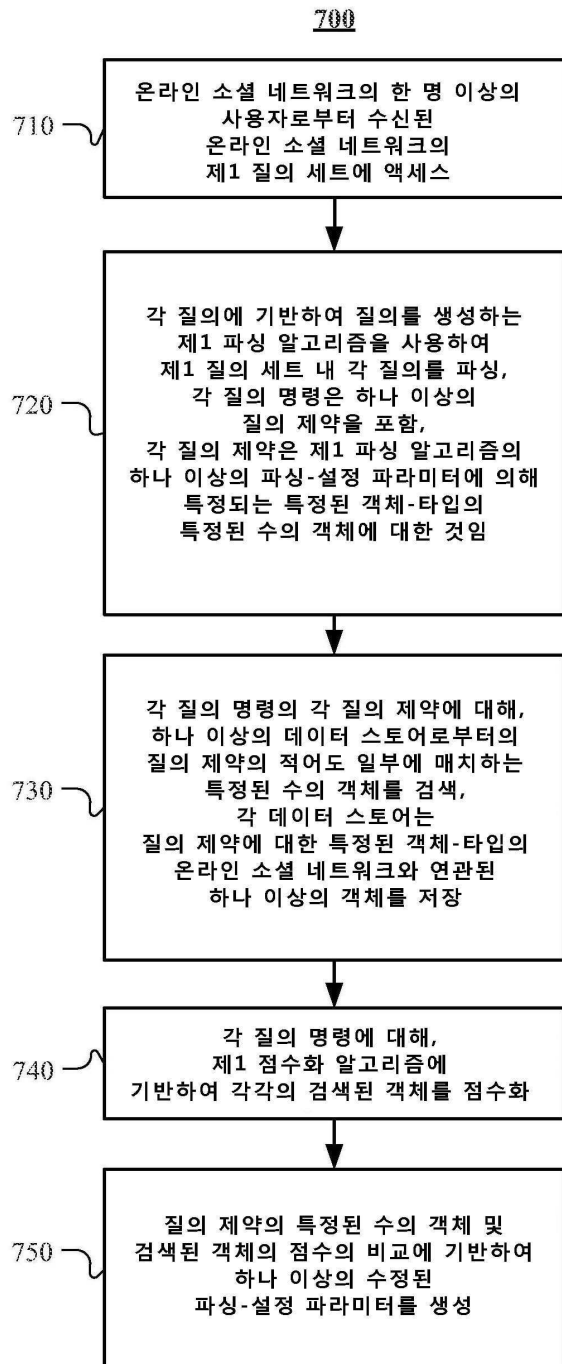 700
710
온라인 소셜 네트워크의 한 명 이상의
사용자로부터 수신된
온라인 소셜 네트워크의
제1 질의 세트에 액세스
720
각 질의에 기반하여 질의를 생성하는
제1 파싱 알고리즘을 사용하여
제1 질의 세트 내 각 질의를 파싱,
각 질의 명령은 하나 이상의
질의 제약을 포함,
각 질의 제약은 제1 파싱 알고리즘의
하나 이상의 파싱-설정 파라미터에 의해
특정되는 특정된 객체-타입의
특정된 수의 객체에 대한 것임
730
각 질의 명령의 각 질의 제약에 대해,
하나 이상의 데이터 스토어로부터의
질의 제약의 적어도 일부에 매치하는
특정된 수의 객체를 검색,
각 데이터 스토어는
질의 제약에 대한 특정된 객체-타입의
온라인 소셜 네트워크와 연관된
하나 이상의 객체를 저장
740
각 질의 명령에 대해,
제1 점수화 알고리즘에
기반하여 각각의 검색된 객체를 점수화
750
질의 제약의 특정된 수의 객체 및
검색된 객체의 점수의 비교에 기반하여
하나 이상의 수정된
파싱-설정 파라미터를 생성